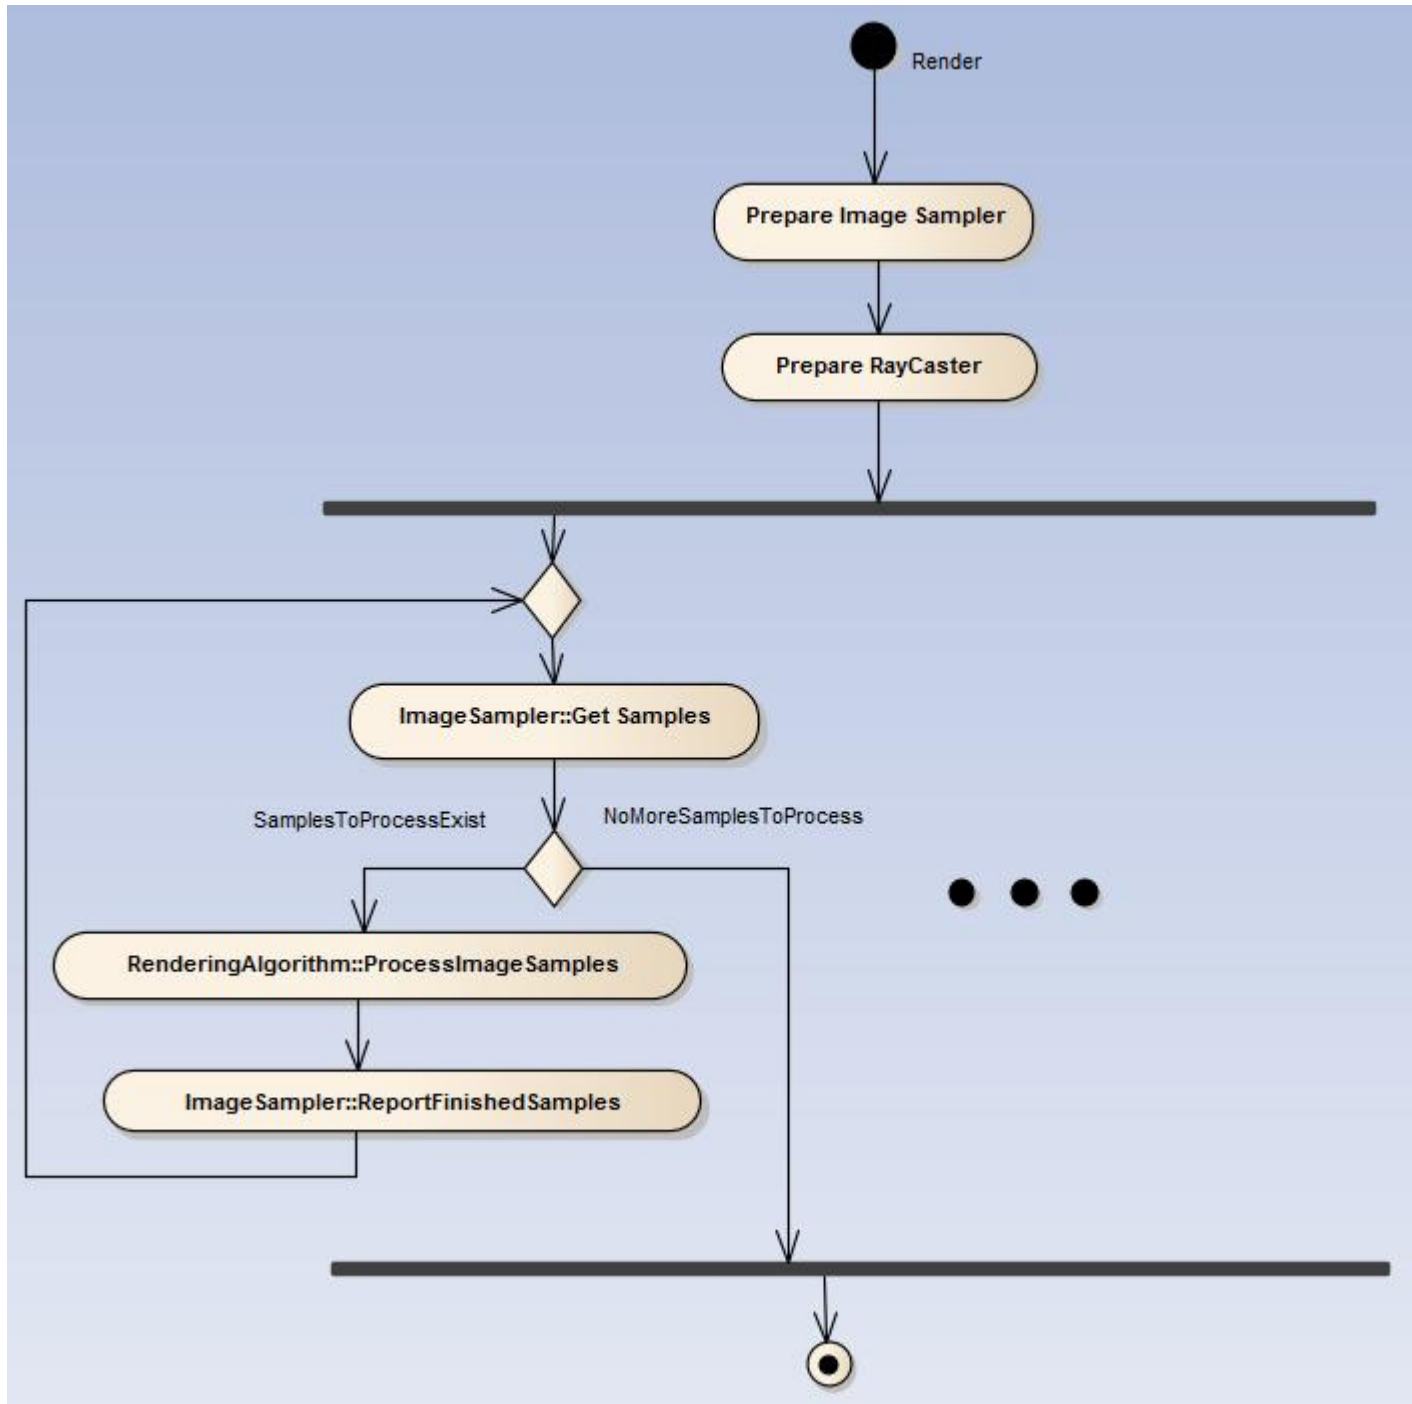 Render
Prepare Image Sampler
Prepare RayCaster
ImageSampler::Get Samples
SamplesToProcessExist
NoMoreSamplesToProcess
RenderingAlgorithm::ProcessImageSamples
ImageSampler::ReportFinishedSamples